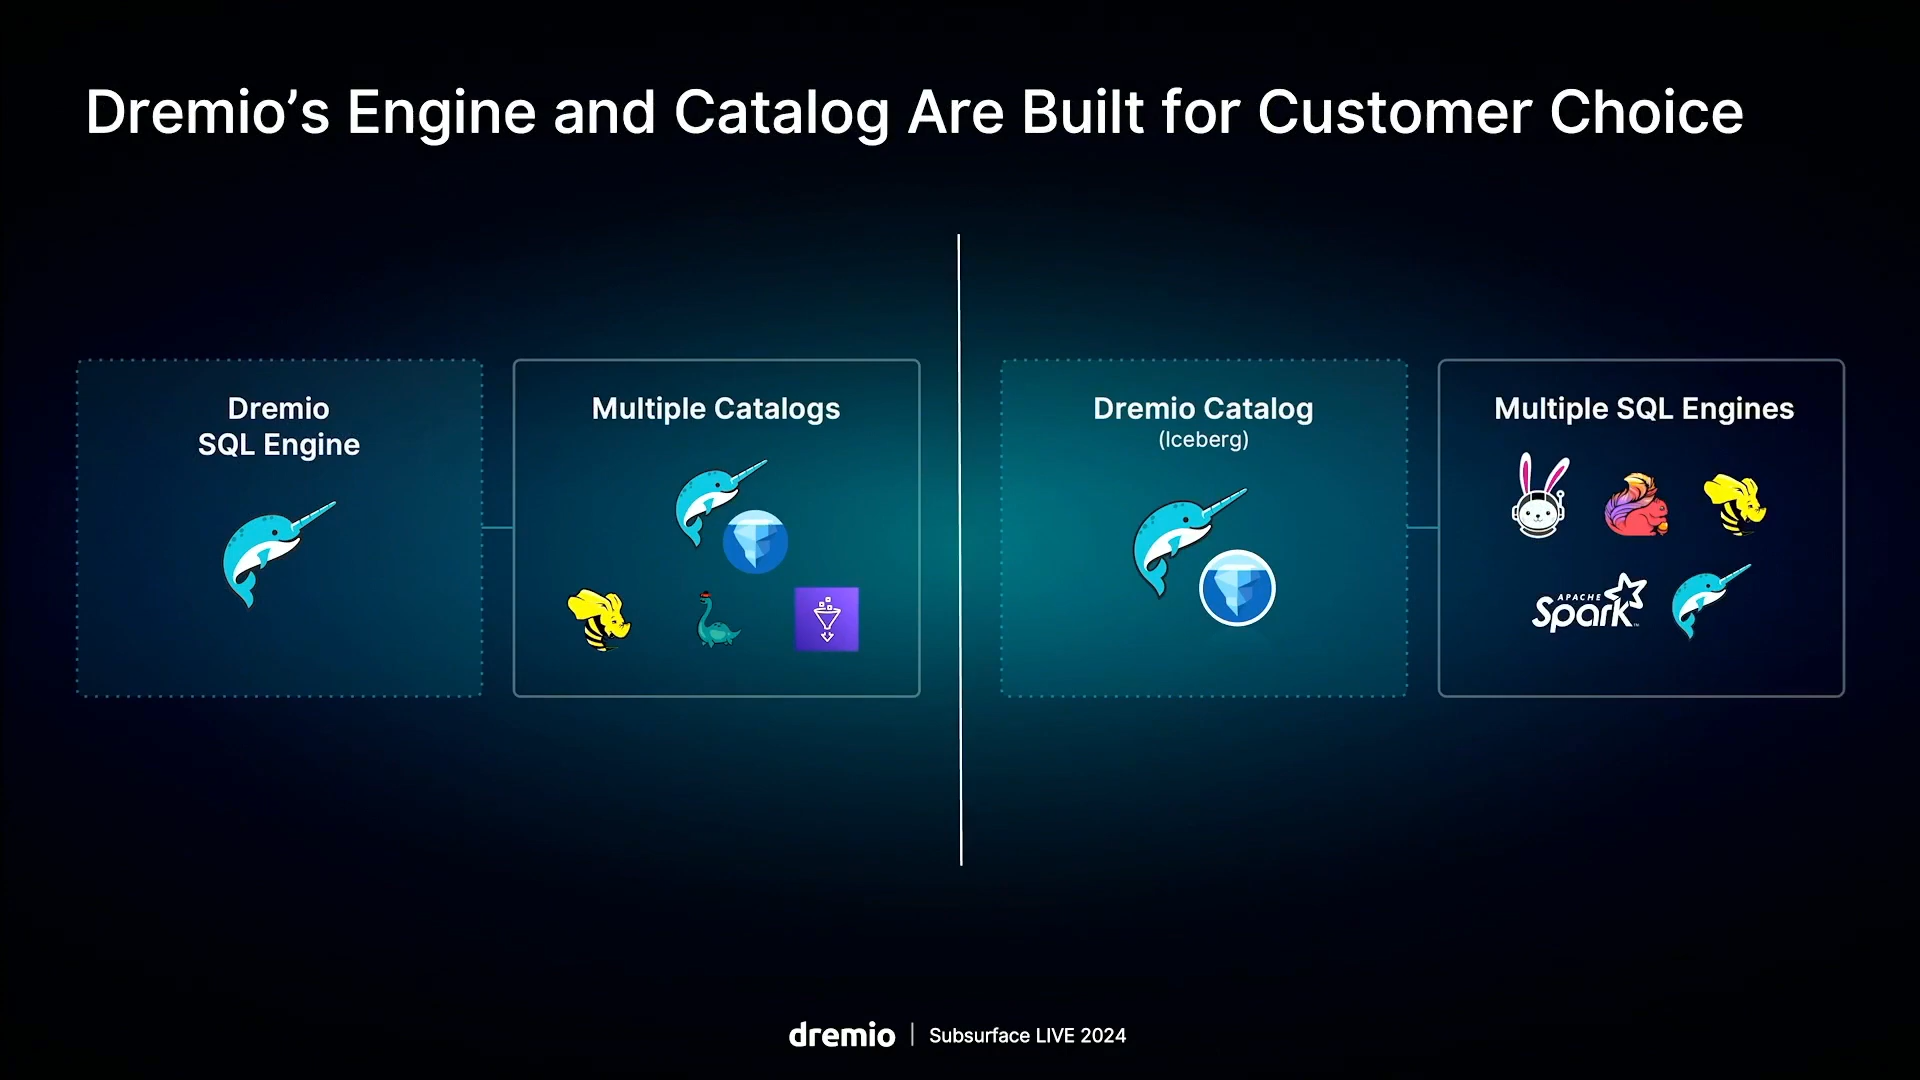 Dremio’s Engine and Catalog Are Built for Customer Choice
Dremio
SQL Engine
Multiple Catalogs
Dremio Catalog
(Iceberg)
Multiple SQL Engines
APACHE
Spark™
dremio | Subsurface LIVE 2024